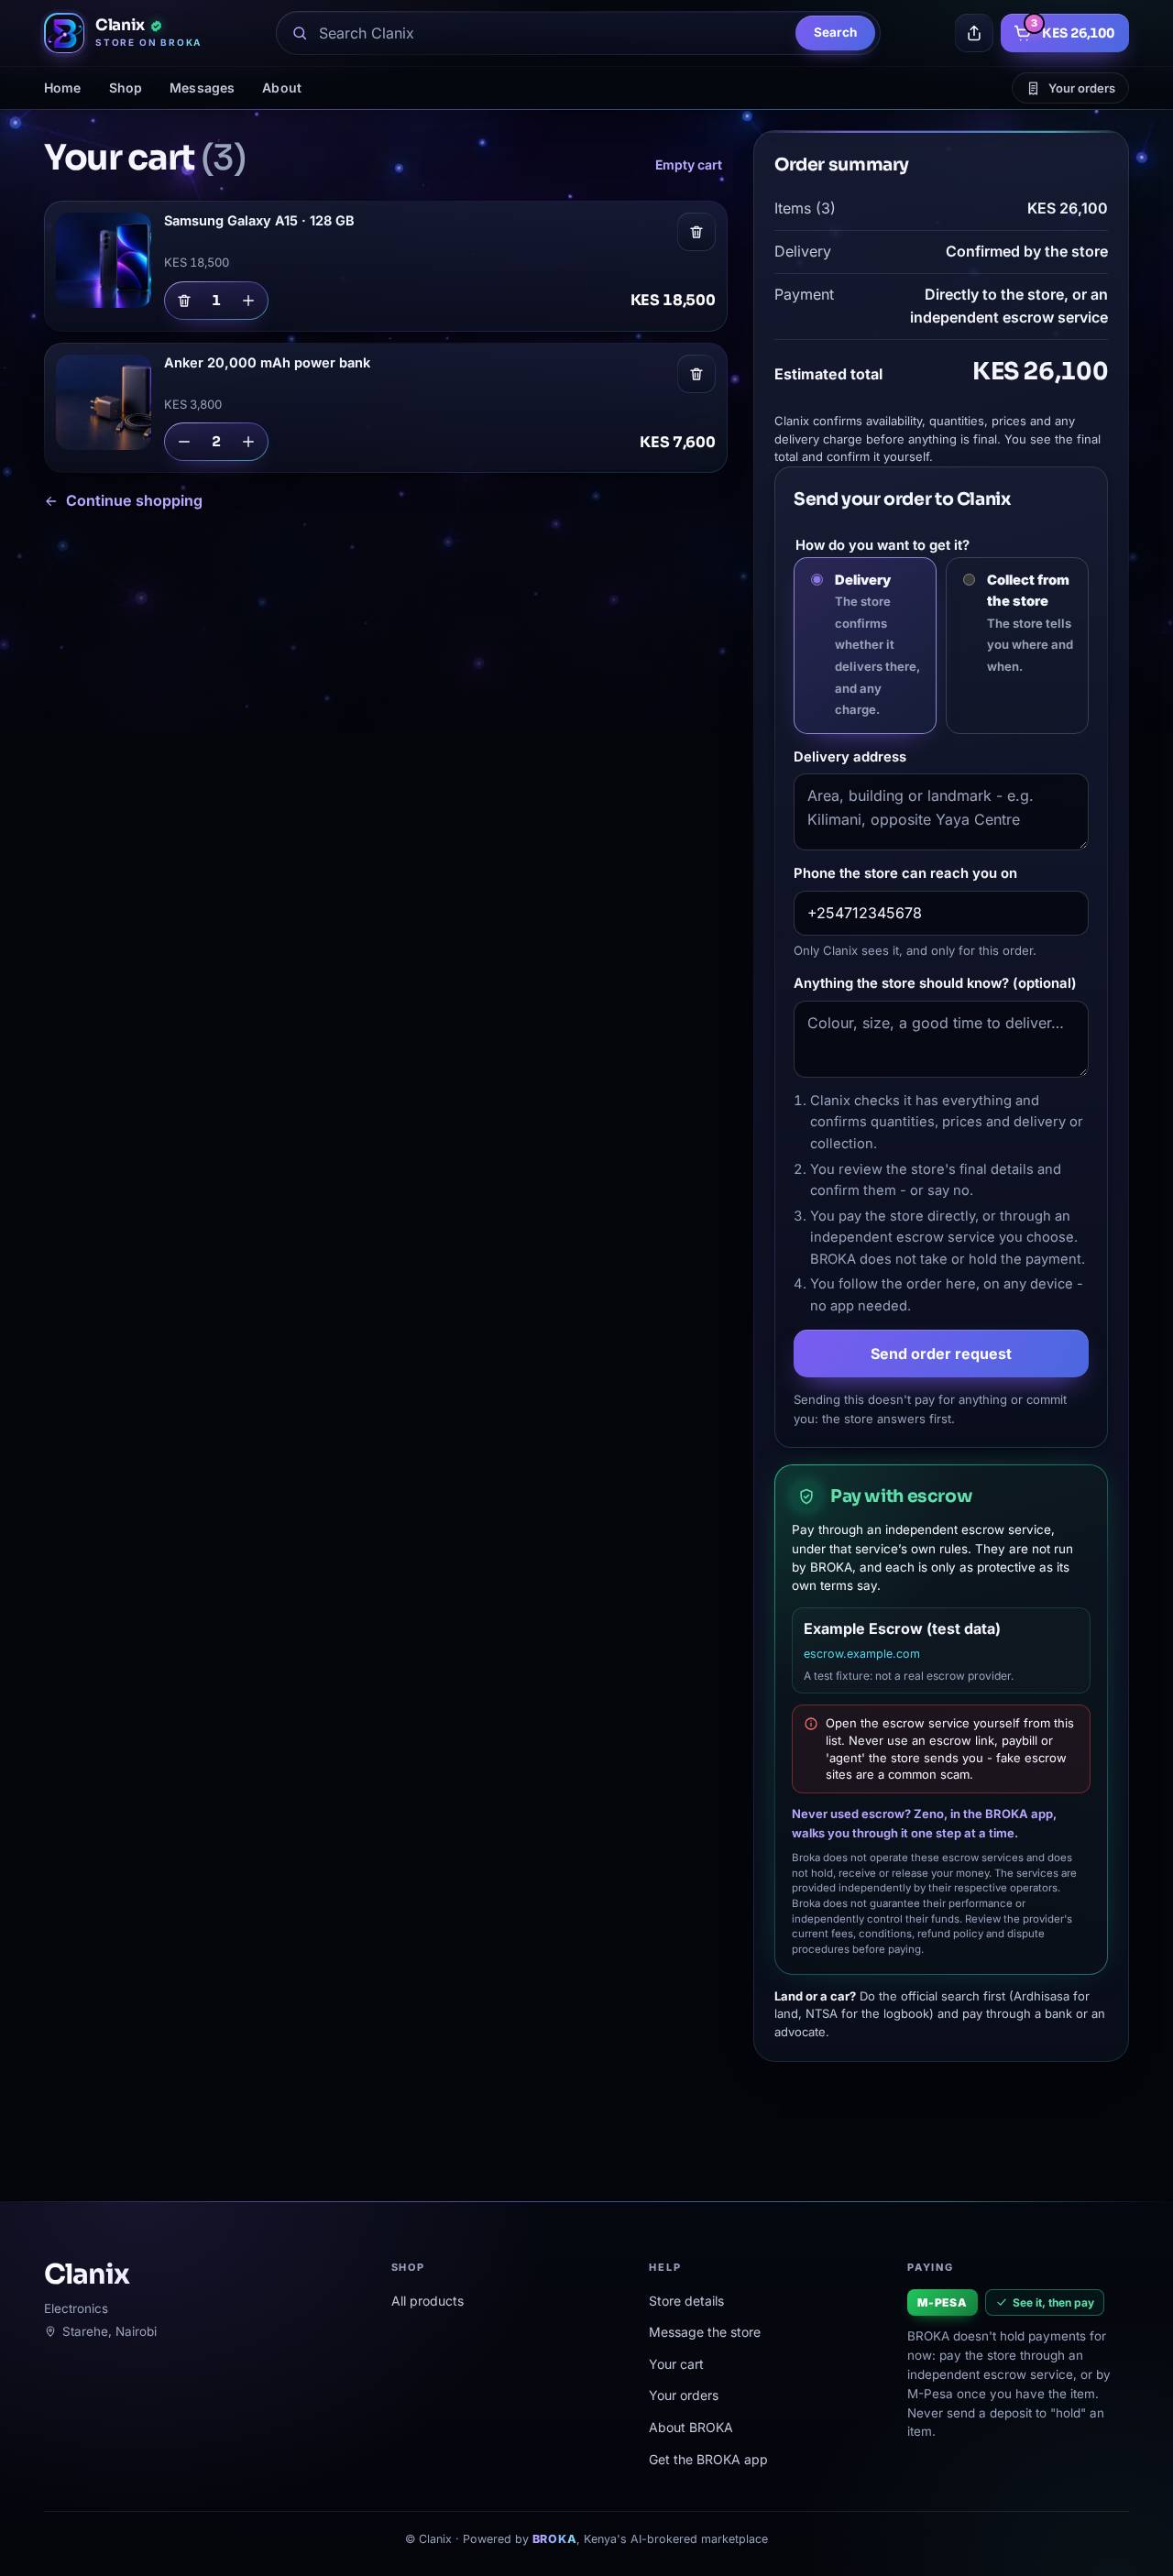 Clanix
STORE ON BROKA
Search Clanix
Search
3
KES 26,100
Home
Shop
Messages
About
Your orders
Your cart (3)
Empty cart
Samsung Galaxy A15 · 128 GB
KES 18,500
1
KES 18,500
Anker 20,000 mAh power bank
KES 3,800
2
KES 7,600
← Continue shopping
Order summary
Items (3)
KES 26,100
Delivery
Confirmed by the store
Payment
Directly to the store, or an
independent escrow service
Estimated total
KES 26,100
Clanix confirms availability, quantities, prices and any
delivery charge before anything is final. You see the final
total and confirm it yourself.
Send your order to Clanix
How do you want to get it?
Delivery
The store
confirms
whether it
delivers there,
and any
charge.
Collect from
the store
The store tells
you where and
when.
Delivery address
Area, building or landmark - e.g.
Kilimani, opposite Yaya Centre
Phone the store can reach you on
+254712345678
Only Clanix sees it, and only for this order.
Anything the store should know? (optional)
Colour, size, a good time to deliver...
1. Clanix checks it has everything and
confirms quantities, prices and delivery or
collection.
2. You review the store's final details and
confirm them - or say no.
3. You pay the store directly, or through an
independent escrow service you choose.
BROKA does not take or hold the payment.
4. You follow the order here, on any device -
no app needed.
Send order request
Sending this doesn't pay for anything or commit
you: the store answers first.
Pay with escrow
Pay through an independent escrow service,
under that service’s own rules. They are not run
by BROKA, and each is only as protective as its
own terms say.
Example Escrow (test data)
escrow.example.com
A test fixture: not a real escrow provider.
Open the escrow service yourself from this
list. Never use an escrow link, paybill or
'agent' the store sends you - fake escrow
sites are a common scam.
Never used escrow? Zeno, in the BROKA app,
walks you through it one step at a time.
Broka does not operate these escrow services and does
not hold, receive or release your money. The services are
provided independently by their respective operators.
Broka does not guarantee their performance or
independently control their funds. Review the provider's
current fees, conditions, refund policy and dispute
procedures before paying.
Land or a car? Do the official search first (Ardhisasa for
land, NTSA for the logbook) and pay through a bank or an
advocate.
Clanix
Electronics
Starehe, Nairobi
SHOP
All products
HELP
Store details
Message the store
Your cart
Your orders
About BROKA
Get the BROKA app
PAYING
M-PESA
See it, then pay
BROKA doesn't hold payments for
now: pay the store through an
independent escrow service, or by
M-Pesa once you have the item.
Never send a deposit to "hold" an
item.
© Clanix · Powered by BROKA, Kenya's AI-brokered marketplace